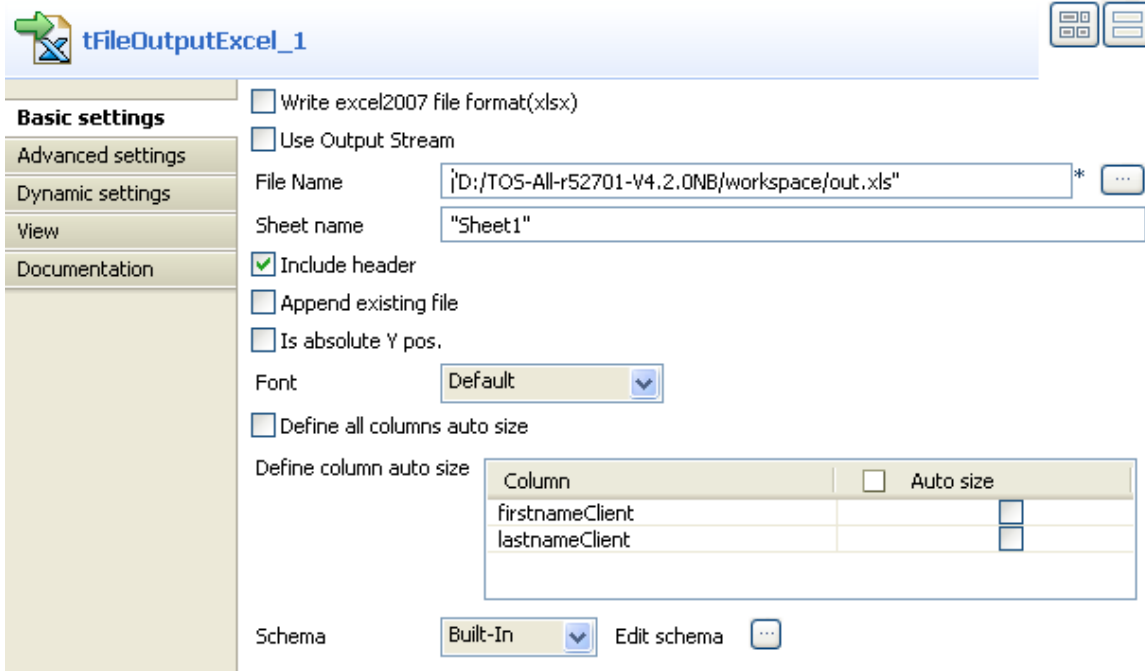 tFileOutputExcel_1
Basic settings
Advanced settings
Dynamic settings
View
Documentation
Write excel2007 file format(xlsx)
Use Output Stream
File Name "D:/TOS-All-r52701-V4.2.0NB/workspace/out.xls" * ...
Sheet name "Sheet1"
Include header
Append existing file
Is absolute Y pos.
Font Default
Define all columns auto size
Define column auto size
Column Auto size
firstnameClient
lastnameClient
Schema Built-In Edit schema ...